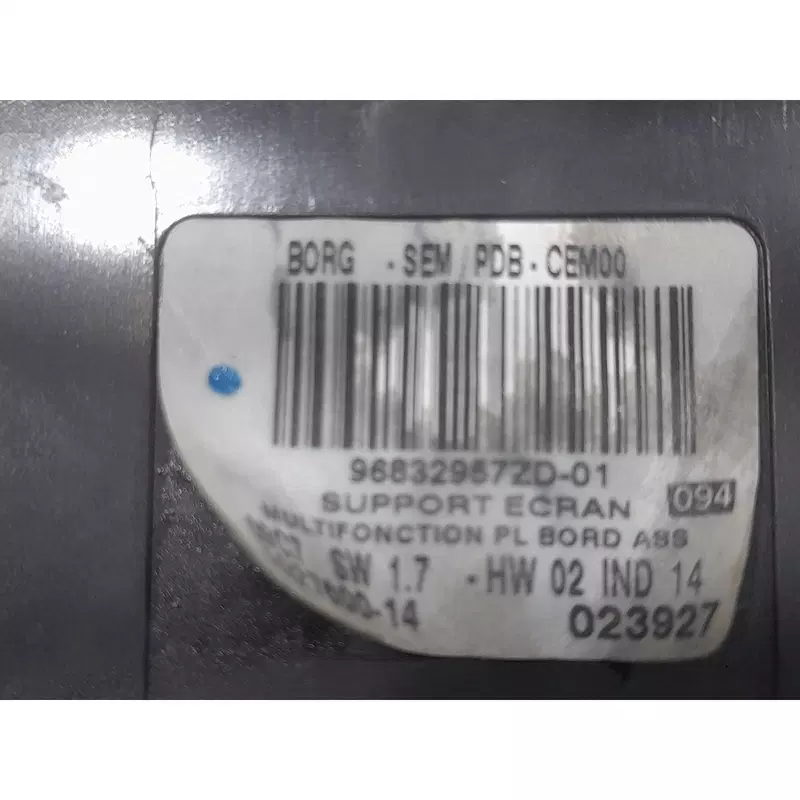 BORG - SEM / PDB - CEM00
96832957ZD-01
SUPPORT ECRAN 094
MULTIFONCTION PL BORD ASS
SW 1.7 - HW 02 IND 14
023927